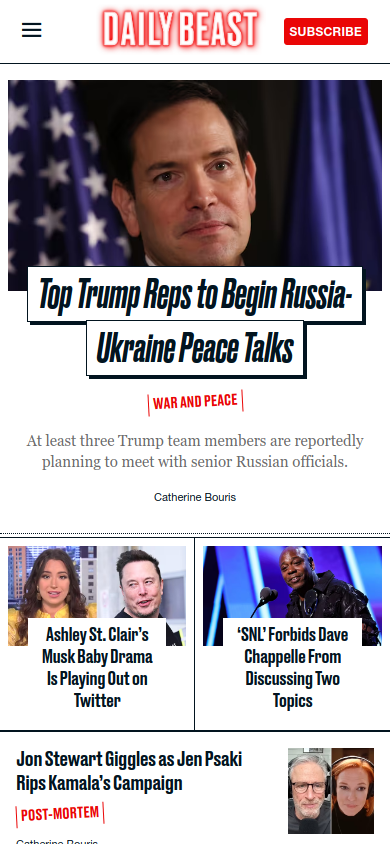 DAILY BEAST
SUBSCRIBE
Top Trump Reps to Begin Russia-
Ukraine Peace Talks
WAR AND PEACE
At least three Trump team members are reportedly
planning to meet with senior Russian officials.
Catherine Bouris
Ashley St. Clair’s
Musk Baby Drama
Is Playing Out on
Twitter
‘SNL’ Forbids Dave
Chappelle From
Discussing Two
Topics
Jon Stewart Giggles as Jen Psaki
Rips Kamala’s Campaign
POST-MORTEM
Catherine Bouris